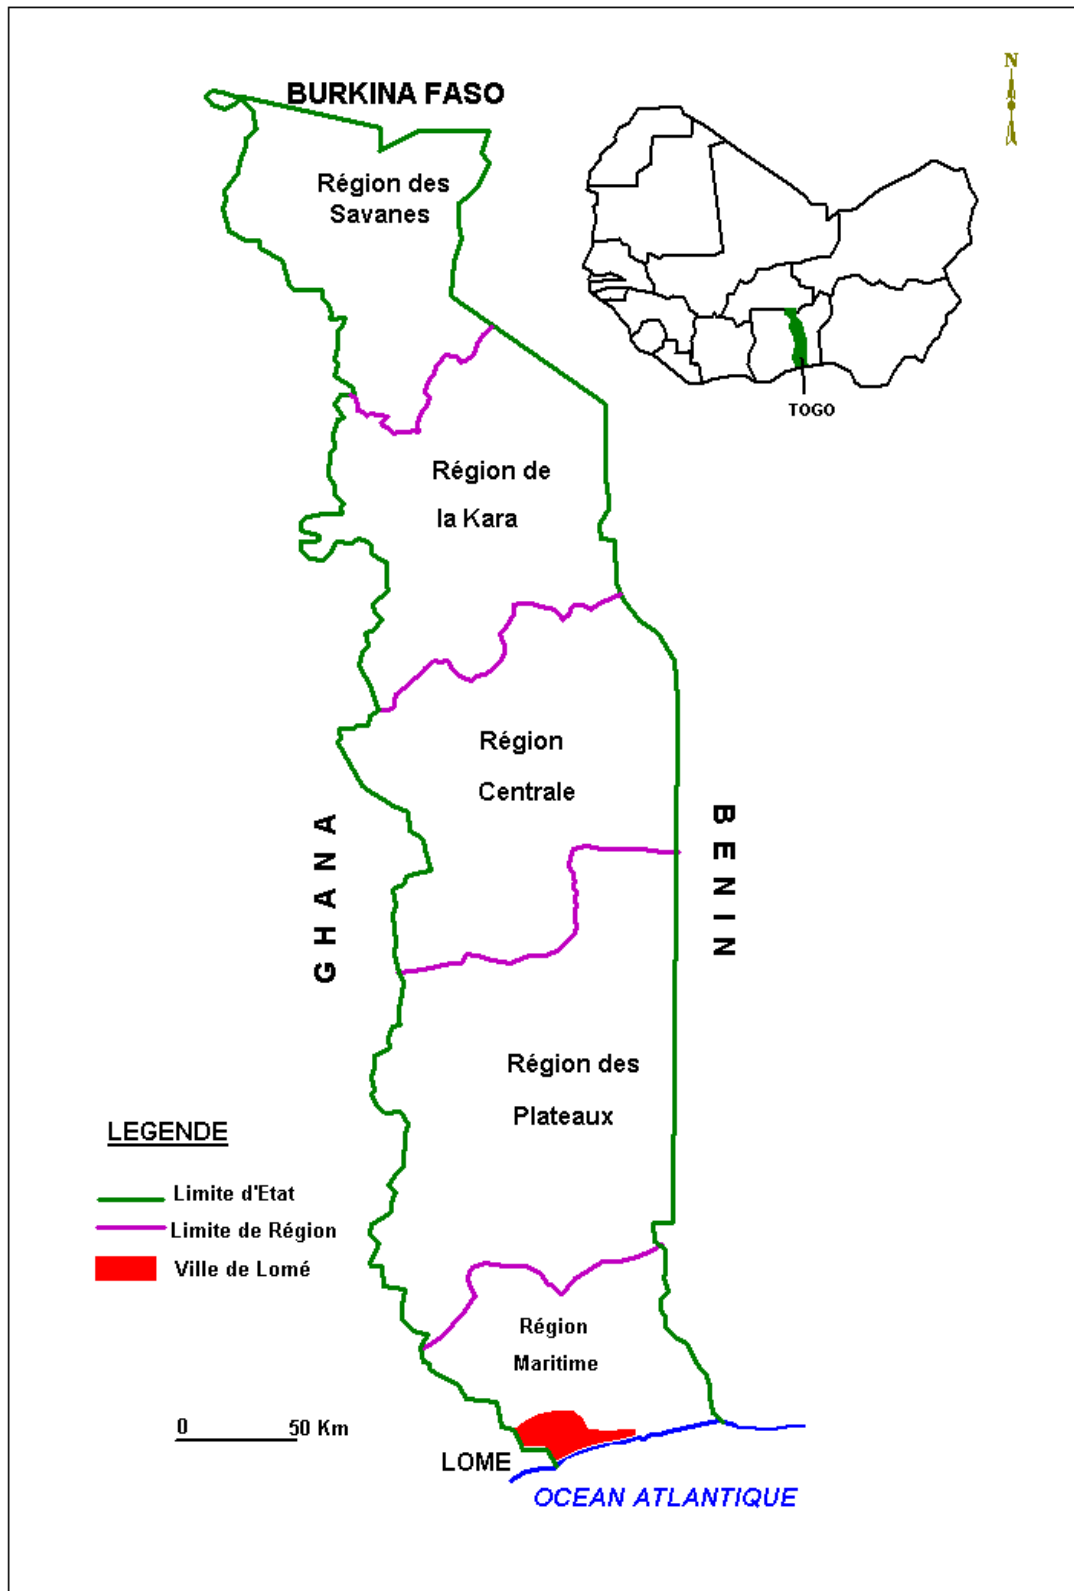 N
BURKINA FASO
Région des
Savanes
TOGO
Région de
la Kara
Région
Centrale
GHANA
BENIN
Région des
Plateaux
LEGENDE
Limite d'Etat
Limite de Région
Ville de Lomé
Région
Maritime
0 50 Km
LOME
OCEAN ATLANTIQUE